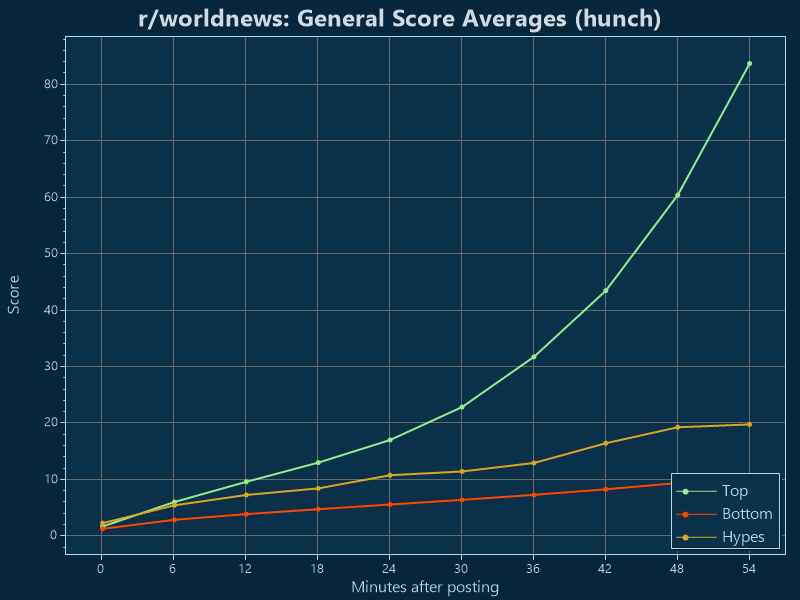 r/worldnews: General Score Averages (hunch)
Score
80
70
60
50
40
30
20
10
0
0 6 12 18 24 30 36 42 48 54
Minutes after posting
Top
Bottom
Hypes